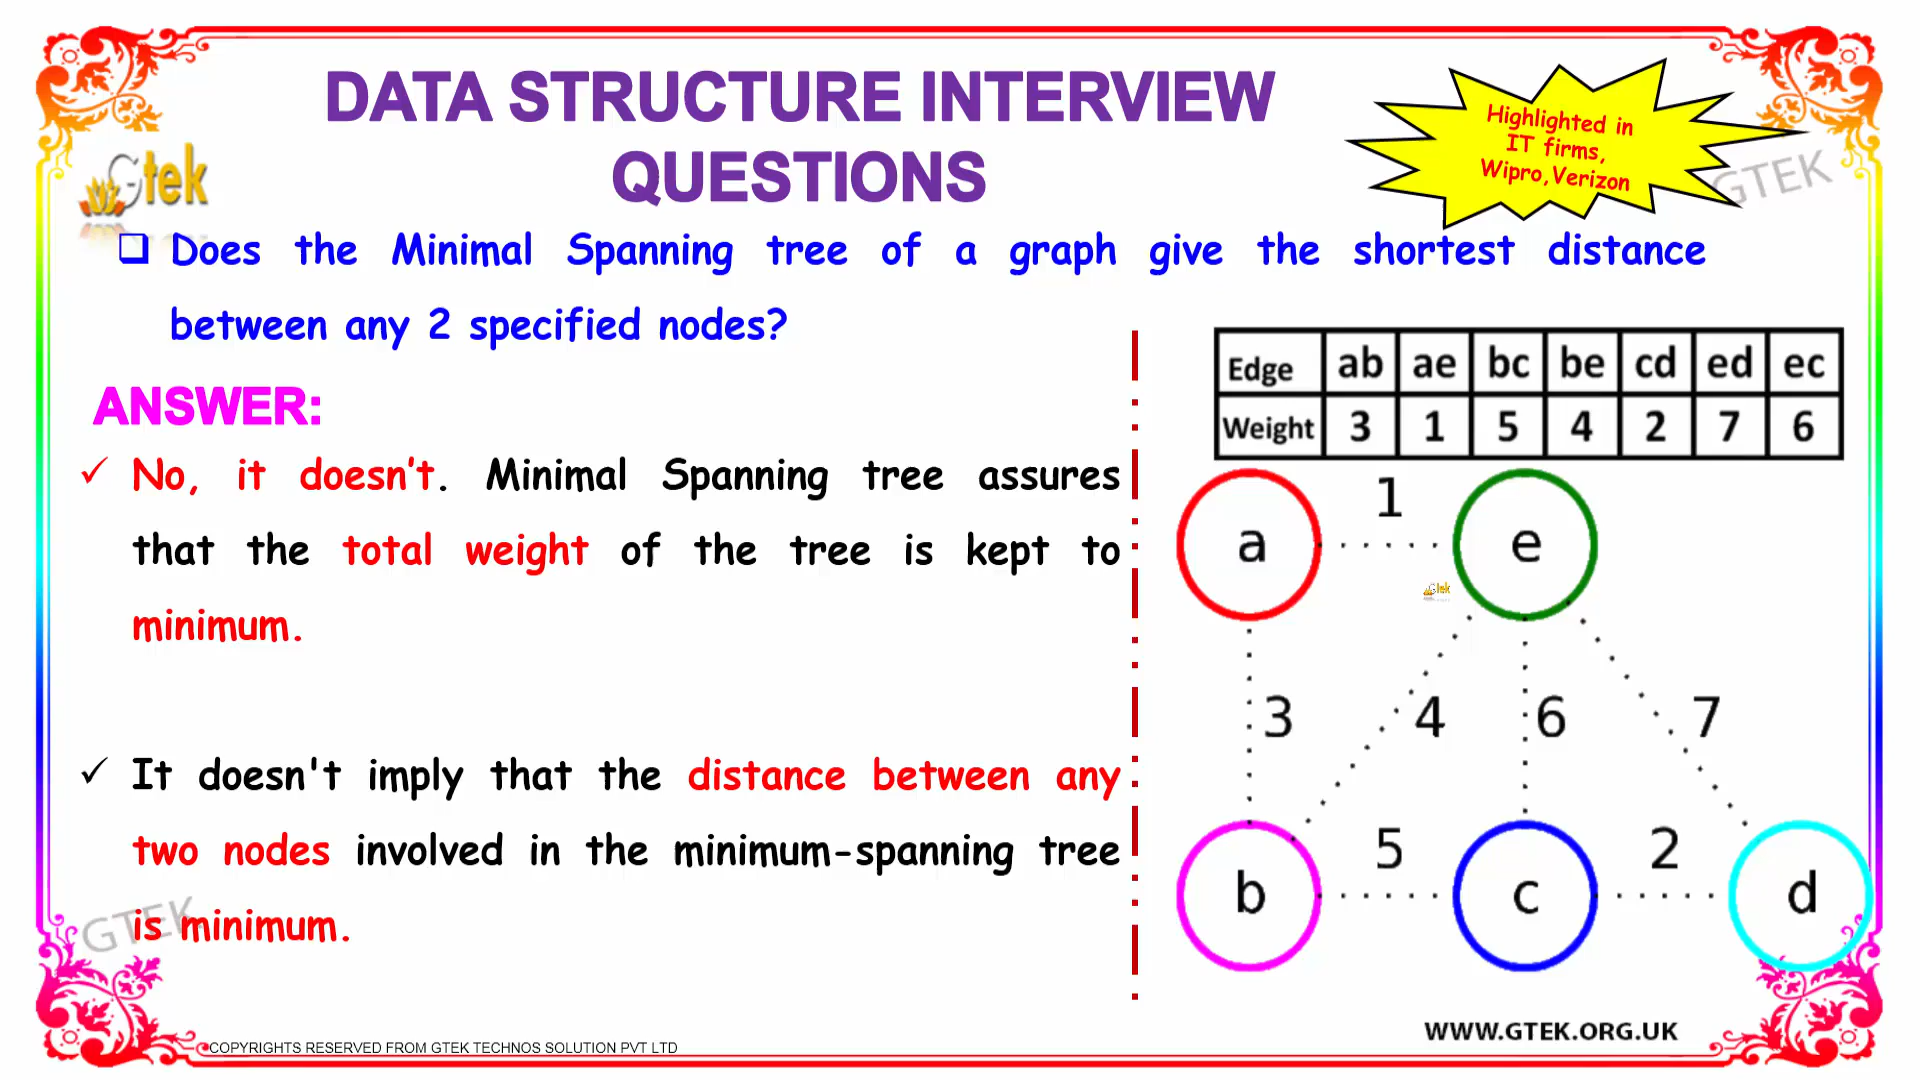 DATA STRUCTURE INTERVIEW
QUESTIONS
Highlighted in
IT firms,
Wipro,Verizon
Gtek
GTEK
Does the Minimal Spanning tree of a graph give the shortest distance
between any 2 specified nodes?
ANSWER:
No, it doesn’t. Minimal Spanning tree assures
that the total weight of the tree is kept to
minimum.
It doesn't imply that the distance between any
two nodes involved in the minimum-spanning tree
is minimum.
GTEK
Edge ab ae bc be cd ed ec
Weight 3 1 5 4 2 7 6
a 1 e
Gtek
3 4 6 7
b 5 c 2 d
WWW.GTEK.ORG.UK
COPYRIGHTS RESERVED FROM GTEK TECHNOS SOLUTION PVT LTD